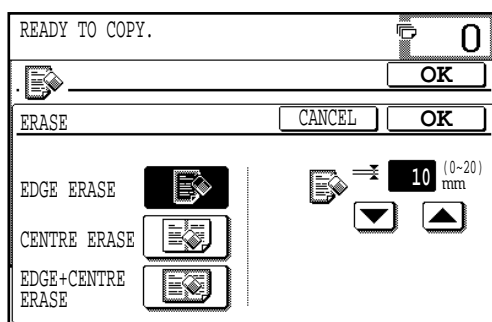 READY TO COPY.
0
OK
ERASE
CANCEL
OK
EDGE ERASE
10
(0~20)
mm
CENTRE ERASE
EDGE+CENTRE
ERASE